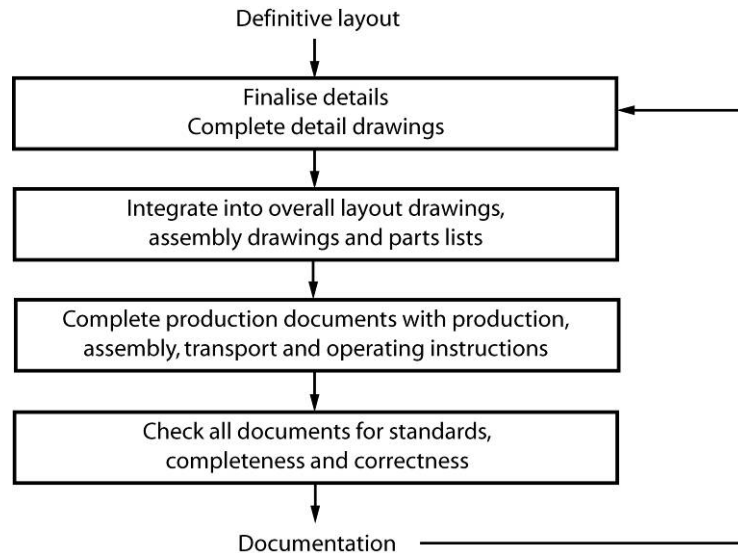 Definitive layout
Finalise details
Complete detail drawings
Integrate into overall layout drawings,
assembly drawings and parts lists
Complete production documents with production,
assembly, transport and operating instructions
Check all documents for standards,
completeness and correctness
Documentation